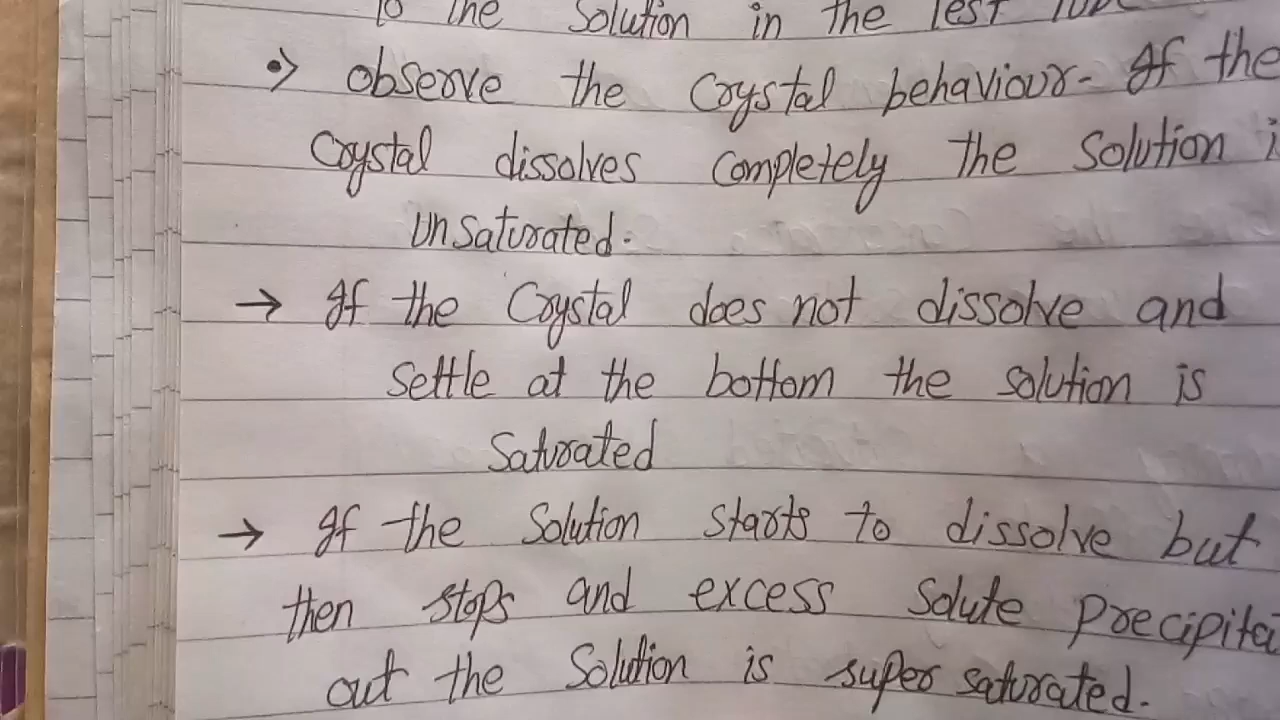 to the Solution in the Test tube
•> observe the Crystal behaviour- If the
Crystal dissolves Completely the Solution i
unsaturated.
→ If the Crystal does not dissolve and
Settle at the bottom the solution is
Saturated
→ If the Solution starts to dissolve but
then stops and excess Solute Precipita
out the Solution is super saturated.